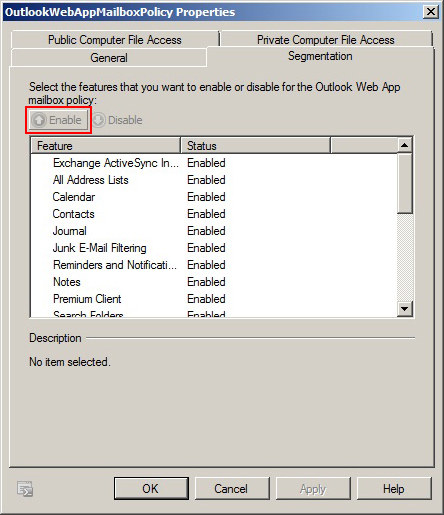 OutlookWebAppMailboxPolicy Properties
Public Computer File Access
Private Computer File Access
General
Segmentation
Select the features that you want to enable or disable for the Outlook Web App
mailbox policy:
Enable
Disable
Feature Status
Exchange ActiveSync In... Enabled
All Address Lists Enabled
Calendar Enabled
Contacts Enabled
Journal Enabled
Junk E-Mail Filtering Enabled
Reminders and Notificati... Enabled
Notes Enabled
Premium Client Enabled
Search Folders Enabled
Description
No item selected.
OK Cancel Apply Help